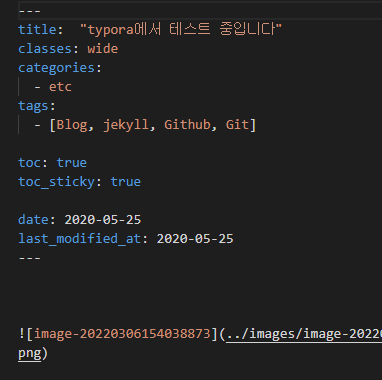 ---
title:  "typora에서 테스트 중입니다"
classes: wide
categories:
  - etc
tags:
  - [Blog, jekyll, Github, Git]

toc: true
toc_sticky: true

date: 2020-05-25
last_modified_at: 2020-05-25
---

![image-20220306154038873](../images/image-2022
png)